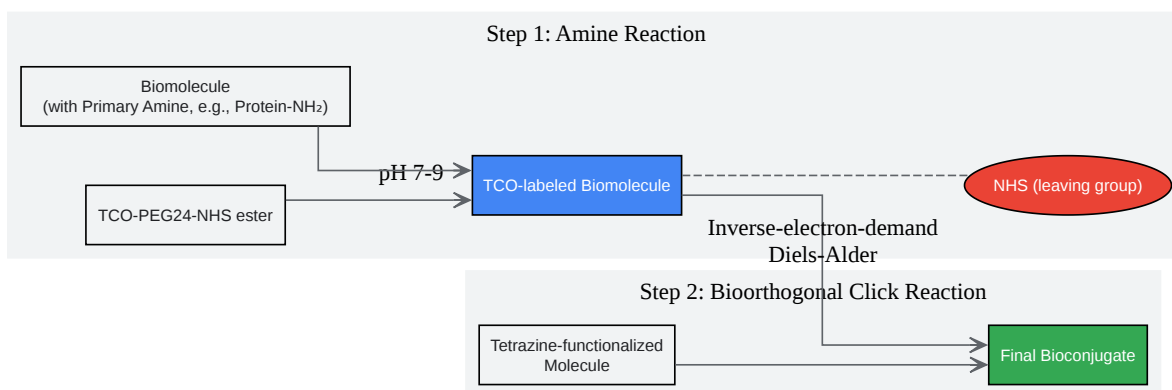 Step 1: Amine Reaction
Biomolecule
(with Primary Amine, e.g., Protein-NH₂)
pH 7-9
TCO-labeled Biomolecule
NHS (leaving group)
TCO-PEG24-NHS ester
Inverse-electron-demand
Diels-Alder
Step 2: Bioorthogonal Click Reaction
Tetrazine-functionalized
Molecule
Final Bioconjugate